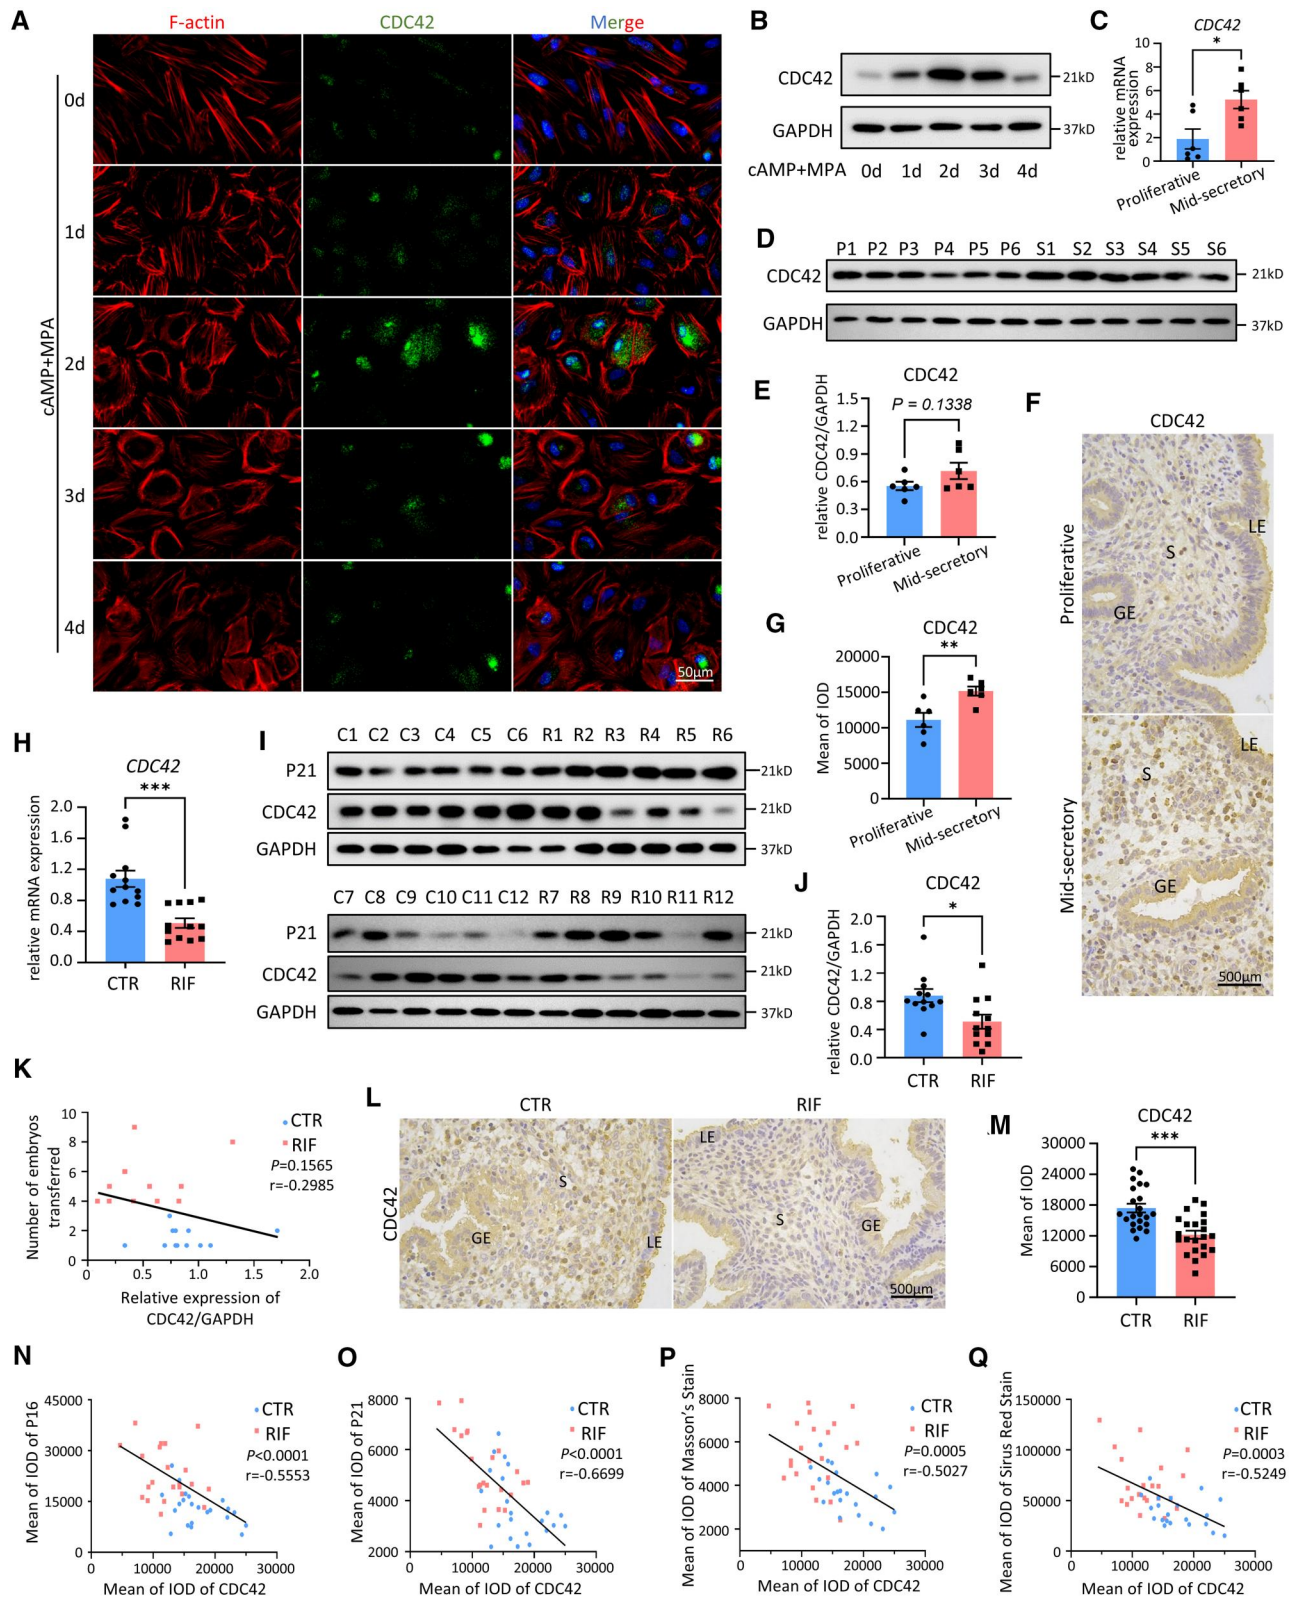 A
F-actin
CDC42
Merge
0d
1d
2d
3d
4d
cAMP+MPA
50μm
B
CDC42
21kD
GAPDH
37kD
cAMP+MPA 0d 1d 2d 3d 4d
C
CDC42
*
relative mRNA
expression
10
8
6
4
2
0
Proliferative
Mid-secretory
D
P1 P2 P3 P4 P5 P6 S1 S2 S3 S4 S5 S6
CDC42
21kD
GAPDH
37kD
E
CDC42
P = 0.1338
relative CDC42/GAPDH
1.5
1.2
0.9
0.6
0.3
0.0
Proliferative
Mid-secretory
F
CDC42
Proliferative
LE
S
GE
Mid-secretory
LE
S
GE
500μm
G
CDC42
**
Mean of IOD
20000
15000
10000
5000
0
Proliferative
Mid-secretory
H
CDC42
***
relative mRNA expression
2.0
1.6
1.2
0.8
0.4
0.0
CTR RIF
I
C1 C2 C3 C4 C5 C6 R1 R2 R3 R4 R5 R6
P21
21kD
CDC42
21kD
GAPDH
37kD
C7 C8 C9 C10 C11 C12 R7 R8 R9 R10 R11 R12
P21
21kD
CDC42
21kD
GAPDH
37kD
J
CDC42
*
relative CDC42/GAPDH
2.0
1.6
1.2
0.8
0.4
0.0
CTR RIF
K
Number of embryos
transferred
10
8
6
4
2
0
0 0.5 1.0 1.5 2.0
CTR
RIF
P=0.1565
r=-0.2985
Relative expression of
CDC42/GAPDH
L
CTR
RIF
CDC42
S
GE
LE
LE
S
GE
500μm
M
CDC42
***
Mean of IOD
30000
24000
18000
12000
6000
0
CTR RIF
N
Mean of IOD of P16
45000
30000
15000
0
0 10000 20000 30000
CTR
RIF
P<0.0001
r=-0.5553
Mean of IOD of CDC42
O
Mean of IOD of P21
8000
6000
4000
2000
0 10000 20000 30000
CTR
RIF
P<0.0001
r=-0.6699
Mean of IOD of CDC42
P
Mean of IOD of Masson's Stain
8000
6000
4000
2000
0 10000 20000 30000
CTR
RIF
P=0.0005
r=-0.5027
Mean of IOD of CDC42
Q
Mean of IOD of Sirus Red Stain
150000
100000
50000
0
0 10000 20000 30000
CTR
RIF
P=0.0003
r=-0.5249
Mean of IOD of CDC42